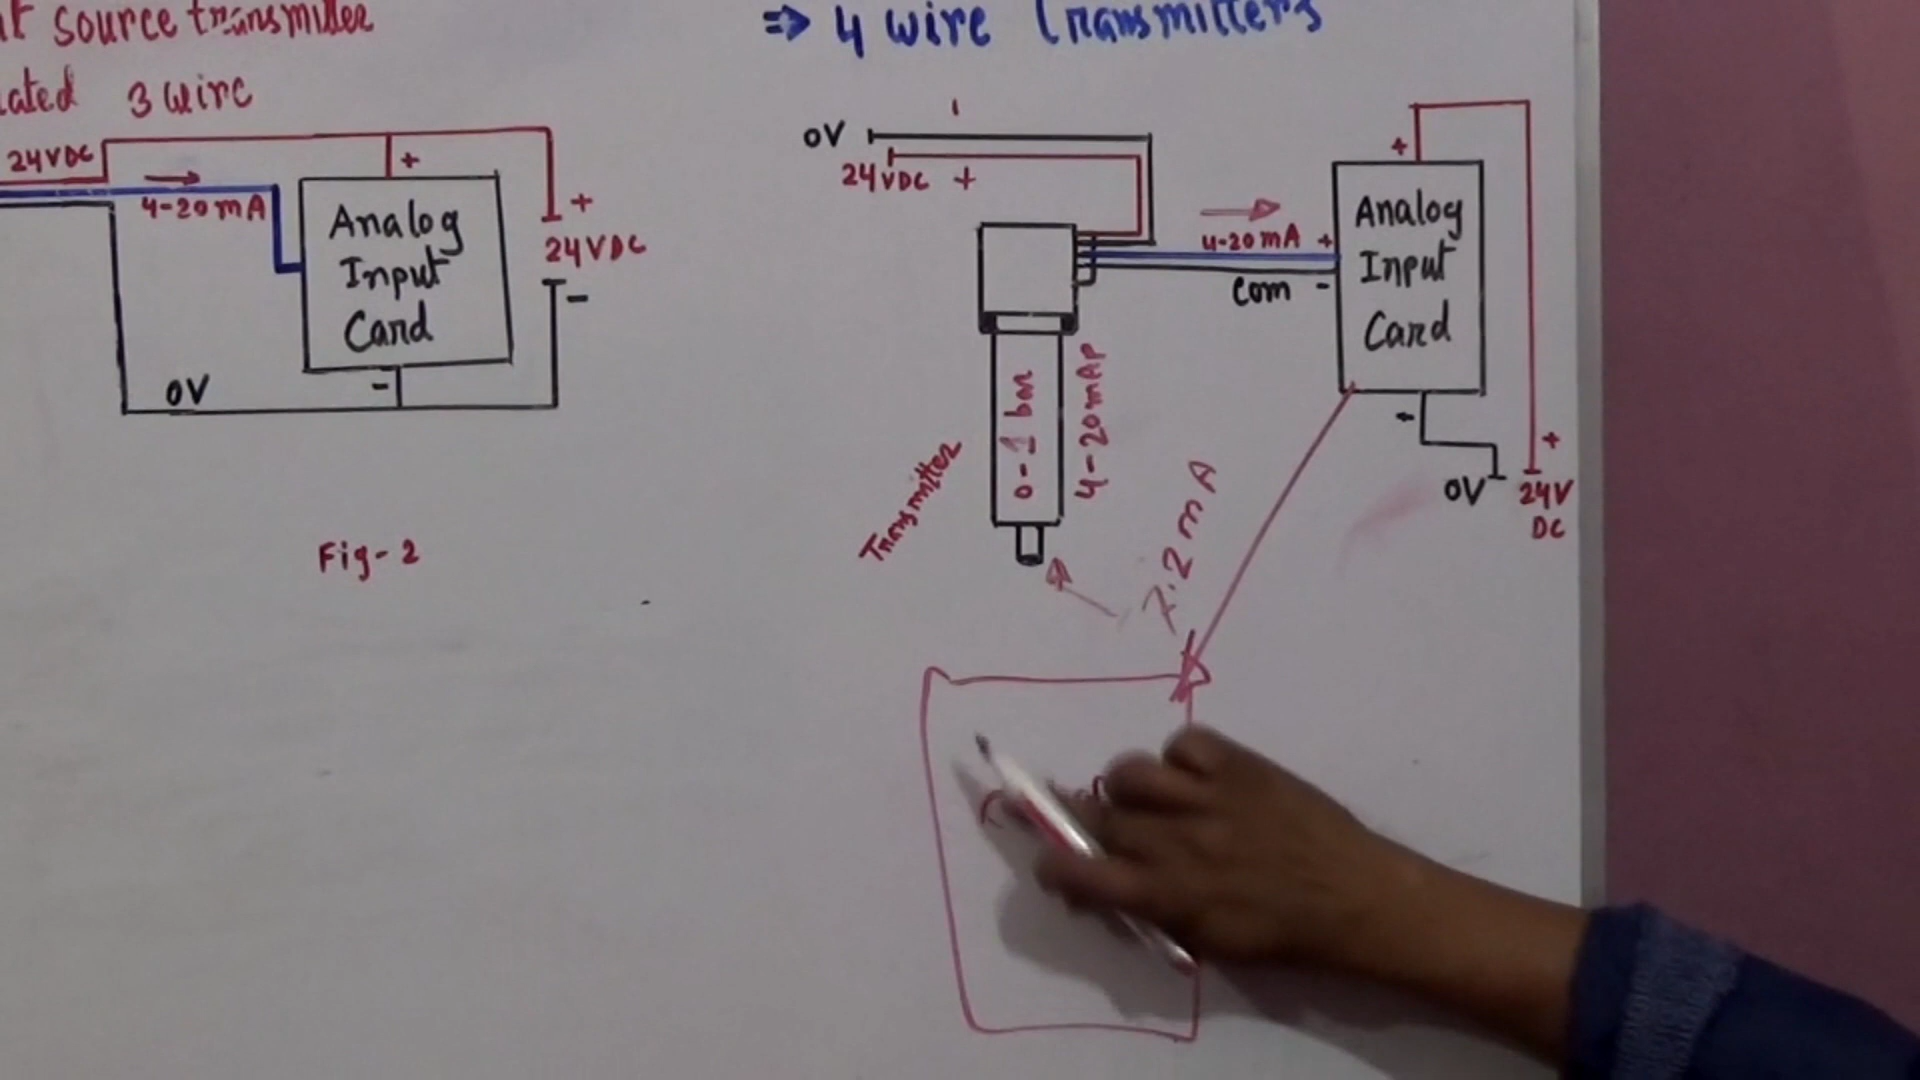 source transmitter
3 wire
24VDC
4-20mA
+
Analog
Input
Card
-
0V
+
24VDC
-
Fig-2
⇒ 4 wire Transmitters
0V
24VDC +
4-20mA +
Com -
+
Analog
Input
Card
-
0V
+
24V
DC
0-1 bar
4-20mAP
Transmitter
7.2mA